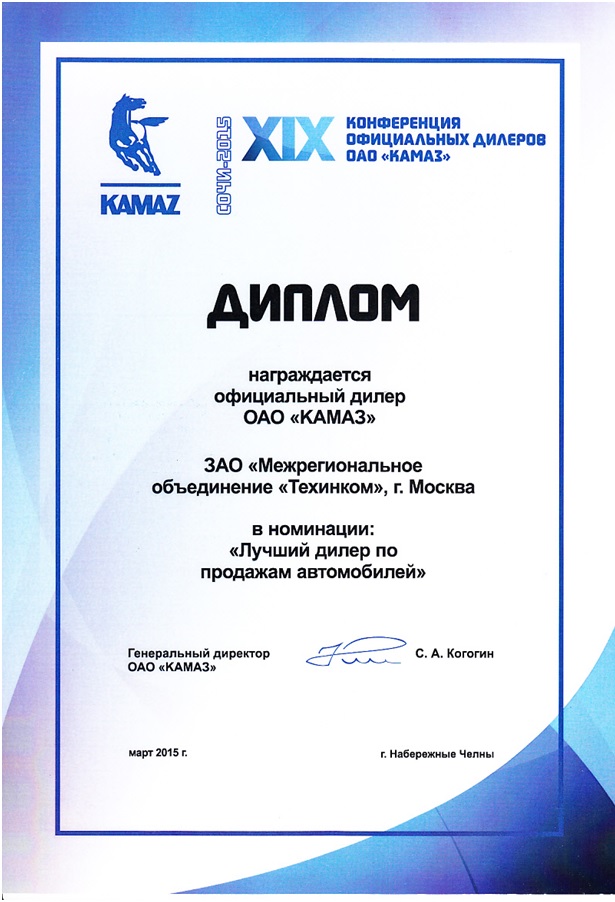 KAMAZ
СОЧИ-2015
XIX
КОНФЕРЕНЦИЯ
ОФИЦИАЛЬНЫХ ДИЛЕРОВ
ОАО «КАМАЗ»
ДИПЛОМ
награждается
официальный дилер
ОАО «КАМАЗ»
ЗАО «Межрегиональное
объединение «Техинком», г. Москва
в номинации:
«Лучший дилер по
продажам автомобилей»
Генеральный директор
ОАО «КАМАЗ»
С. А. Когогин
март 2015 г.
г. Набережные Челны